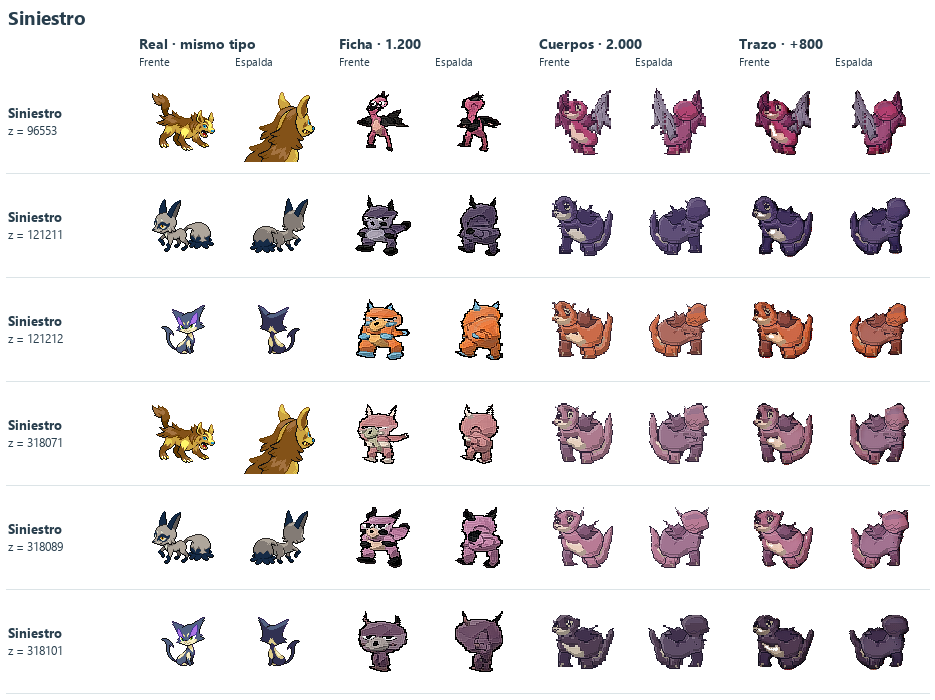 Siniestro
Real · mismo tipo Ficha · 1.200 Cuerpos · 2.000 Trazo · +800
Frente Espalda Frente Espalda Frente Espalda Frente Espalda
Siniestro
z = 96553
Siniestro
z = 121211
Siniestro
z = 121212
Siniestro
z = 318071
Siniestro
z = 318089
Siniestro
z = 318101